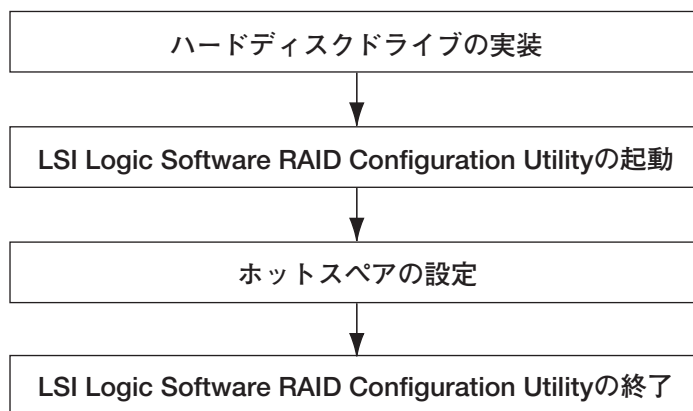 ハードディスクドライブの実装
LSI Logic Software RAID Configuration Utilityの起動
ホットスペアの設定
LSI Logic Software RAID Configuration Utilityの終了